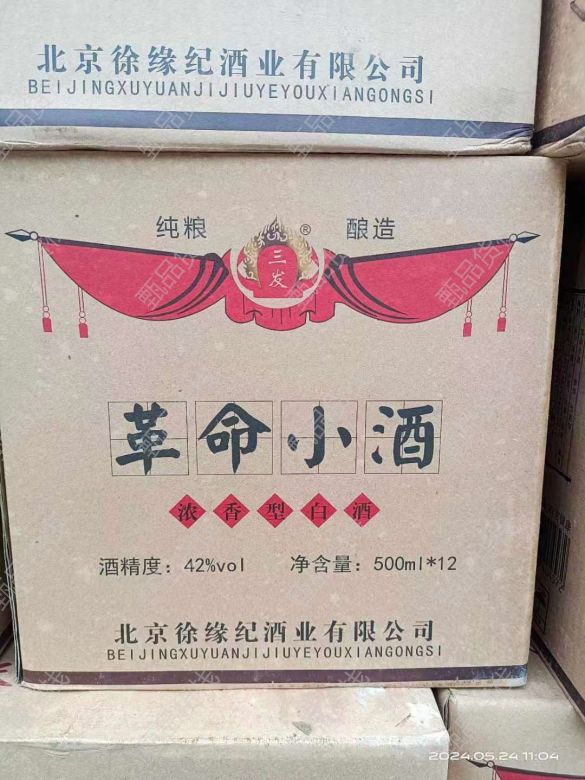 北京徐缘纪酒业有限公司
BEIJINGXUYUANJIJIUYEYOUXIANGONGSI
纯粮 酿造
三发
®
革命小酒
浓香型白酒
酒精度：42%vol 净含量：500ml*12
北京徐缘纪酒业有限公司
BEIJINGXUYUANJIJIUYEYOUXIANGONGSI
2024.05.24 11:04